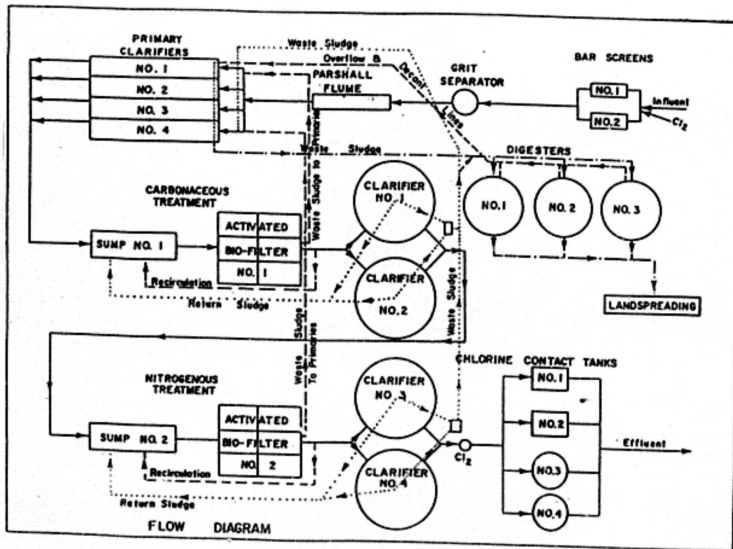 PRIMARY
CLARIFIERS
NO. 1
NO. 2
NO. 3
NO. 4
Waste Sludge
Overflow &
Decant
Lines
PARSHALL
FLUME
GRIT
SEPARATOR
BAR SCREENS
NO. 1
NO. 2
Influent
Cl2
Waste Sludge
DIGESTERS
NO. 1
NO. 2
NO. 3
LANDSPREADING
CARBONACEOUS
TREATMENT
SUMP NO. 1
ACTIVATED
BIO-FILTER
NO. 1
Recirculation
Return Sludge
Waste Sludge to Primaries
CLARIFIER
NO. 1
CLARIFIER
NO. 2
Waste Sludge
Waste Sludge
To Primaries
NITROGENOUS
TREATMENT
SUMP NO. 2
ACTIVATED
BIO-FILTER
NO. 2
Recirculation
Return Sludge
CLARIFIER
NO. 3
CLARIFIER
NO. 4
Cl2
CHLORINE CONTACT TANKS
NO. 1
NO. 2
NO. 3
NO. 4
Effluent
FLOW DIAGRAM